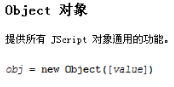 Object 对象
提供所有 JScript 对象通用的功能。
obj = new Object([value])